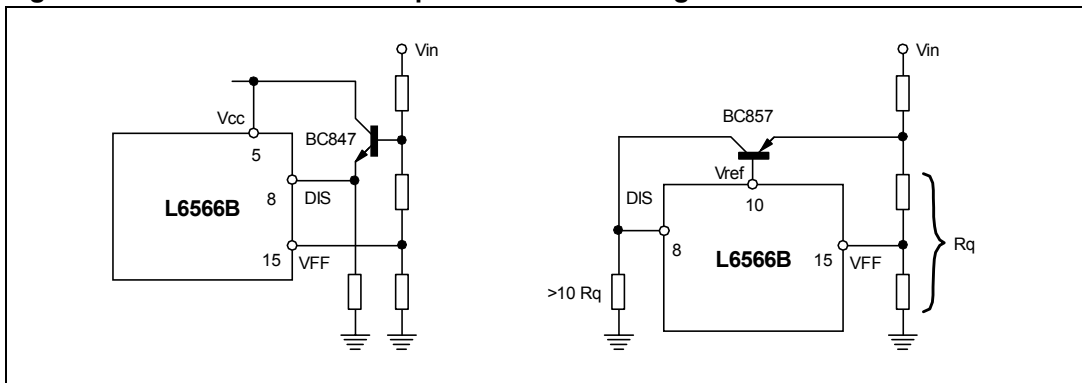 Vin
Vcc
BC847
5
8
DIS
L6566B
15
VFF
Vin
BC857
Vref
10
DIS
8
L6566B
15
VFF
Rq
>10 Rq